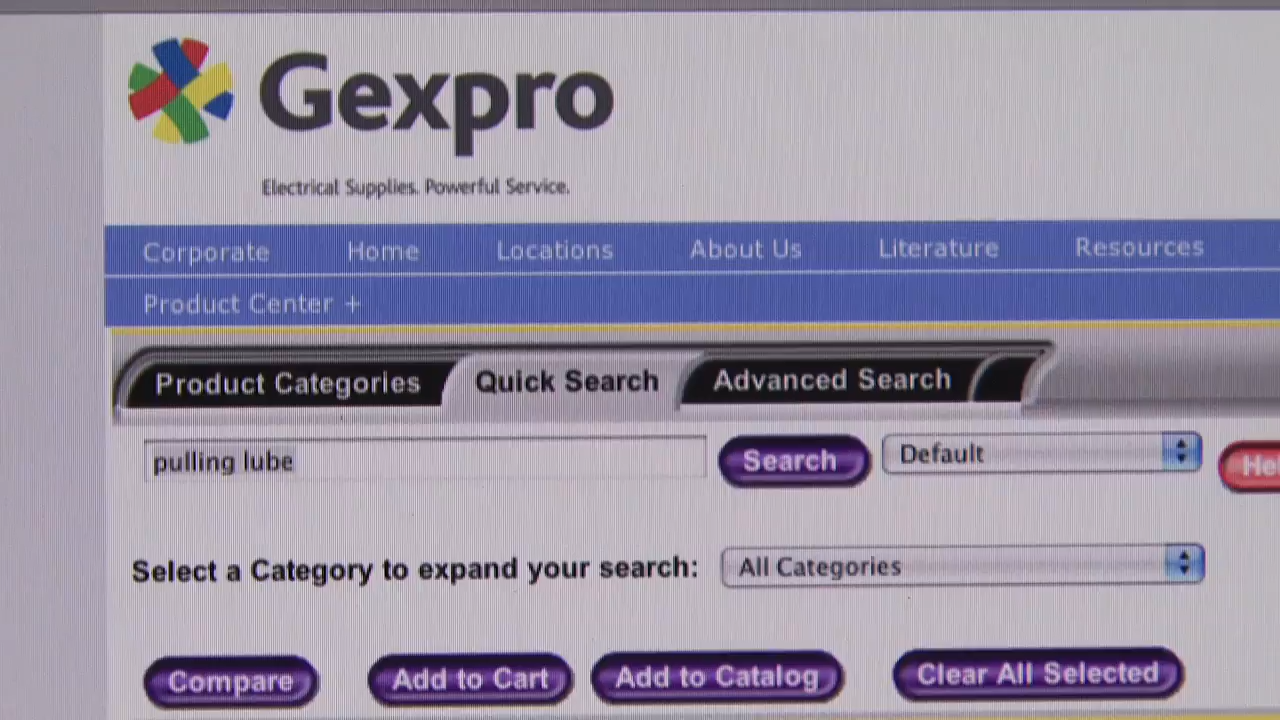 Gexpro
Electrical Supplies. Powerful Service.
Corporate Home Locations About Us Literature Resources
Product Center +
Product Categories Quick Search Advanced Search
pulling lube Search Default
Select a Category to expand your search: All Categories
Compare Add to Cart Add to Catalog Clear All Selected